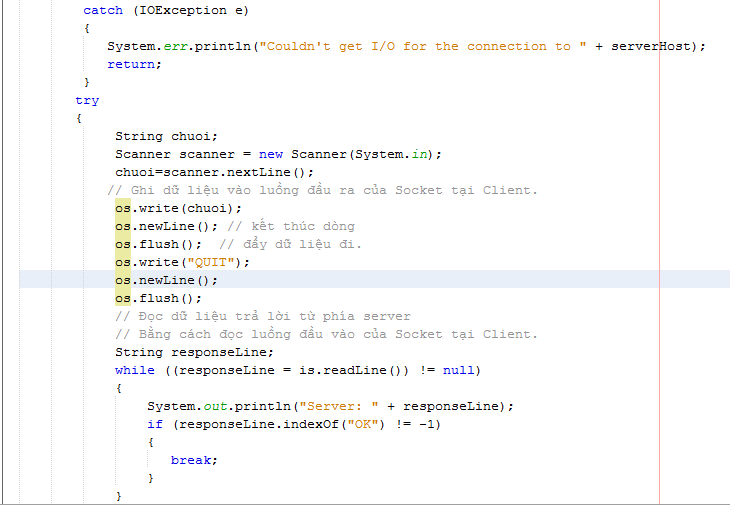 catch (IOException e)
{
System.err.println("Couldn't get I/O for the connection to " + serverHost);
return;
}
try
{
String chuoi;
Scanner scanner = new Scanner(System.in);
chuoi=scanner.nextLine();
// Ghi dữ liệu vào luồng đầu ra của Socket tại Client.
os.write(chuoi);
os.newLine(); // kết thúc dòng
os.flush();  // đẩy dữ liệu đi.
os.write("QUIT");
os.newLine();
os.flush();
// Đọc dữ liệu trả lời từ phía server
// Bằng cách đọc luồng đầu vào của Socket tại Client.
String responseLine;
while ((responseLine = is.readLine()) != null)
{
System.out.println("Server: " + responseLine);
if (responseLine.indexOf("OK") != -1)
{
break;
}
}